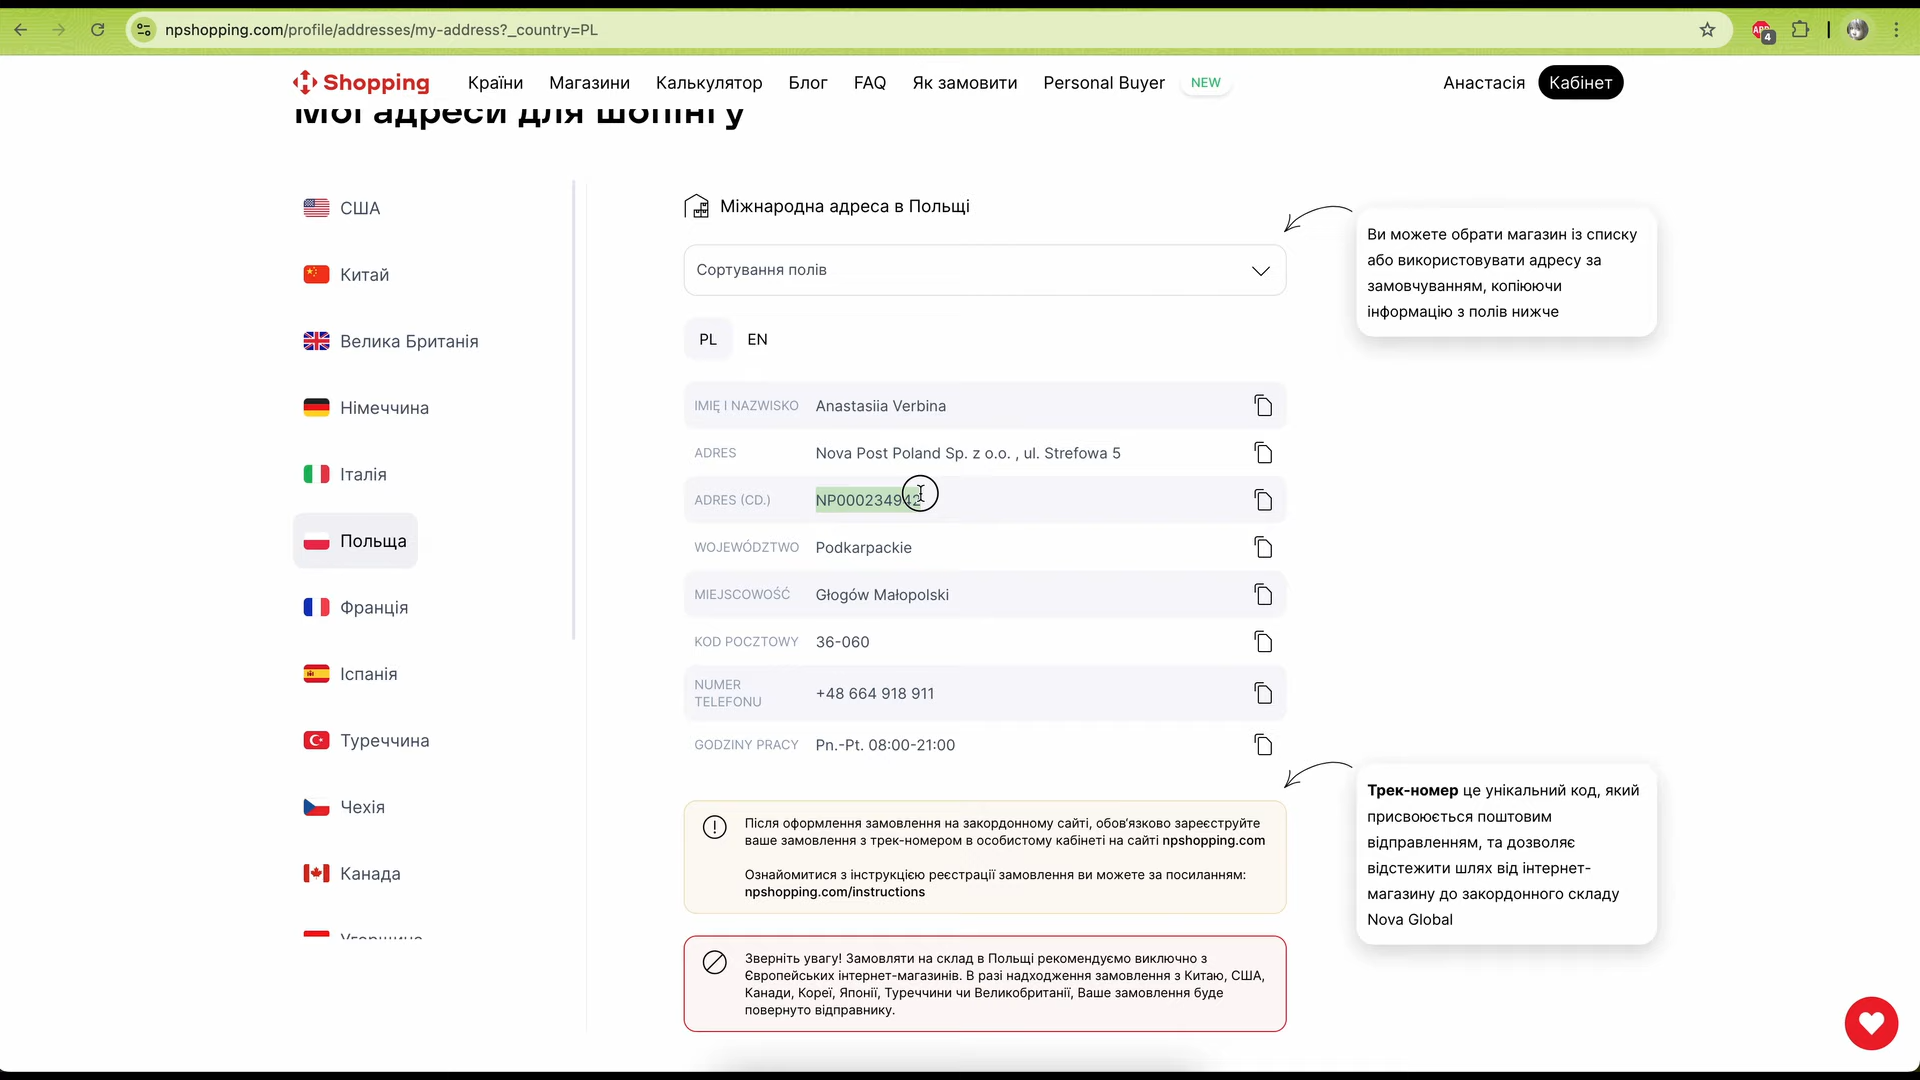 npshopping.com/profile/addresses/my-address?_country=PL
ABP
4
Shopping
Країни
Магазини
Калькулятор
Блог
FAQ
Як замовити
Personal Buyer
NEW
Анастасія
Кабінет
Мої адреси для шопінгу
США
Китай
Велика Британія
Німеччина
Італія
Польща
Франція
Іспанія
Туреччина
Чехія
Канада
Угорщина
Міжнародна адреса в Польщі
Сортування полів
PL
EN
IMIĘ I NAZWISKO
Anastasiia Verbina
ADRES
Nova Post Poland Sp. z o.o. , ul. Strefowa 5
ADRES (CD.)
NP000234942
WOJEWÓDZTWO
Podkarpackie
MIEJSCOWOŚĆ
Głogów Małopolski
KOD POCZTOWY
36-060
NUMER
TELEFONU
+48 664 918 911
GODZINY PRACY
Pn.-Pt. 08:00-21:00
Після оформлення замовлення на закордонному сайті, обов'язково зареєструйте
ваше замовлення з трек-номером в особистому кабінеті на сайті npshopping.com
Ознайомитися з інструкцією реєстрації замовлення ви можете за посиланням:
npshopping.com/instructions
Зверніть увагу! Замовляти на склад в Польщі рекомендуємо виключно з
Європейських інтернет-магазинів. В разі надходження замовлення з Китаю, США,
Канади, Кореї, Японії, Туреччини чи Великобританії, Ваше замовлення буде
повернуто відправнику.
Ви можете обрати магазин із списку
або використовувати адресу за
замовчуванням, копіюючи
інформацію з полів нижче
Трек-номер це унікальний код, який
присвоюється поштовим
відправленням, та дозволяє
відстежити шлях від інтернет-
магазину до закордонного складу
Nova Global